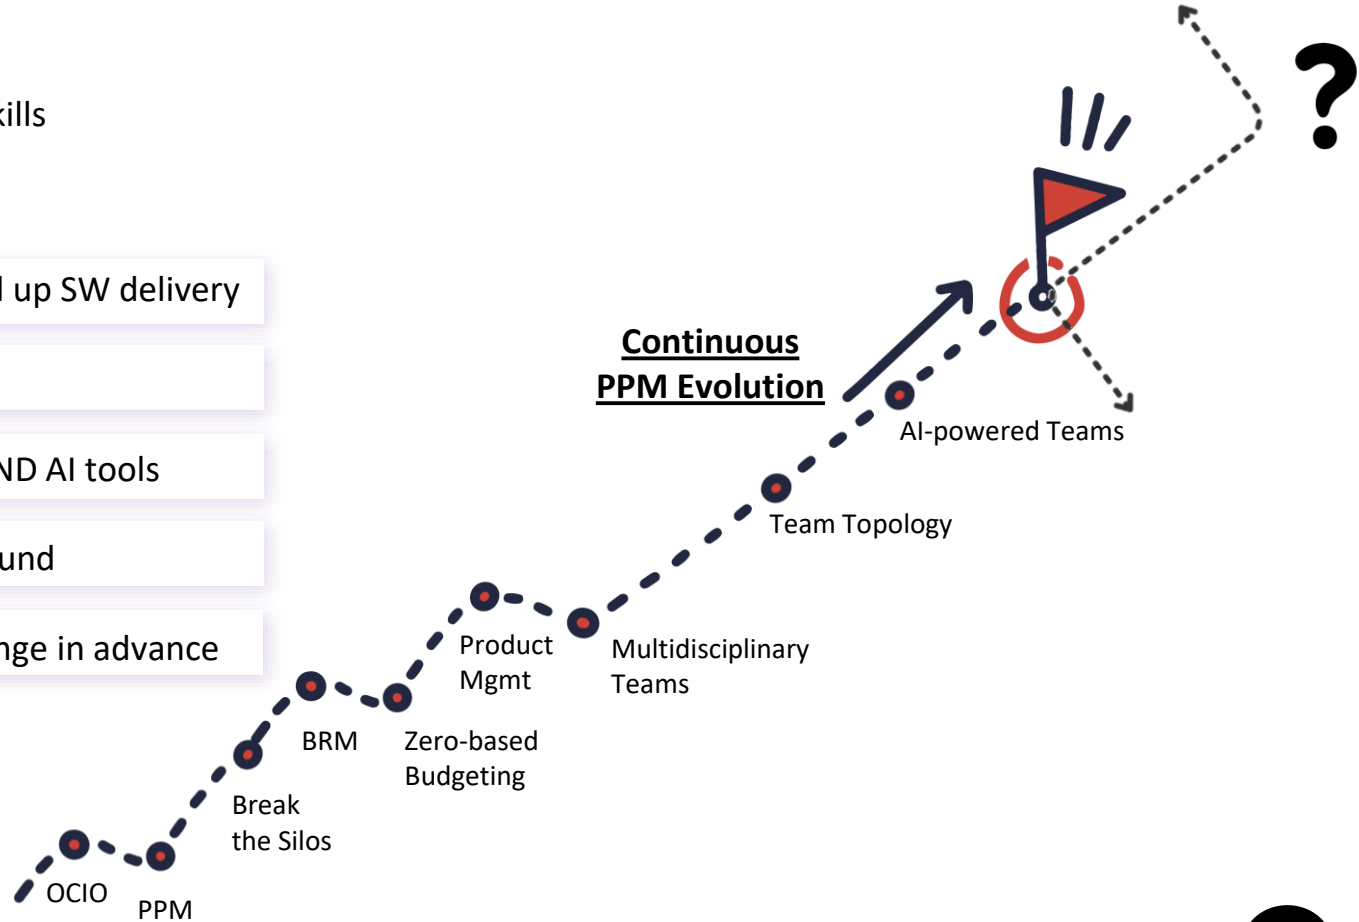 kills
up SW delivery
ND AI tools
und
nge in advance
?
Continuous
PPM Evolution
AI-powered Teams
Team Topology
Product
Mgmt
Multidisciplinary
Teams
BRM
Zero-based
Budgeting
Break
the Silos
OCIO
PPM